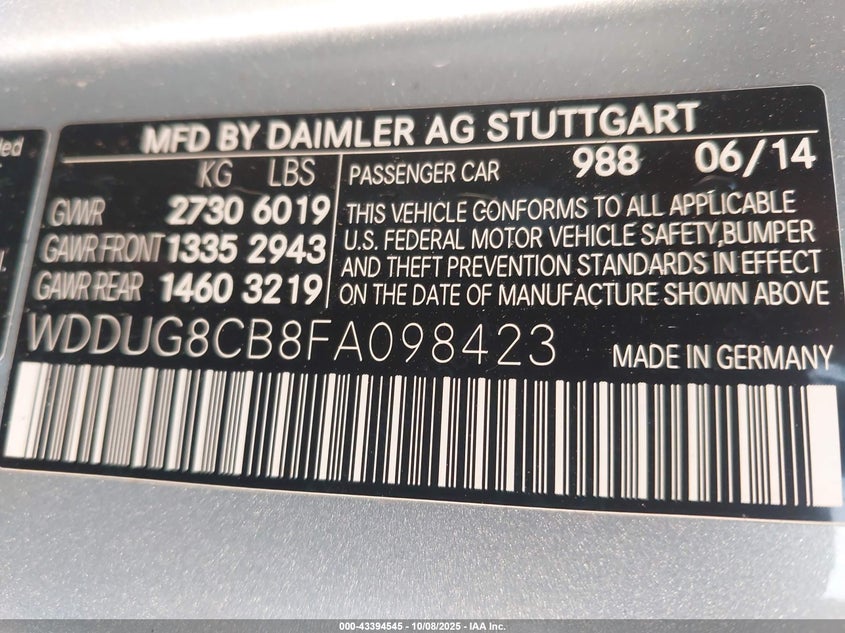 ded
MFD BY DAIMLER AG STUTTGART
KG LBS
PASSENGER CAR 988 06/14
GVWR 2730 6019
GAWR FRONT 1335 2943
GAWR REAR 1460 3219
THIS VEHICLE CONFORMS TO ALL APPLICABLE
U.S. FEDERAL MOTOR VEHICLE SAFETY,BUMPER
AND THEFT PREVENTION STANDARDS IN EFFECT
ON THE DATE OF MANUFACTURE SHOWN ABOVE
WDDUG8CB8FA098423
MADE IN GERMANY
000-43394545 - 10/08/2025 - IAA Inc.